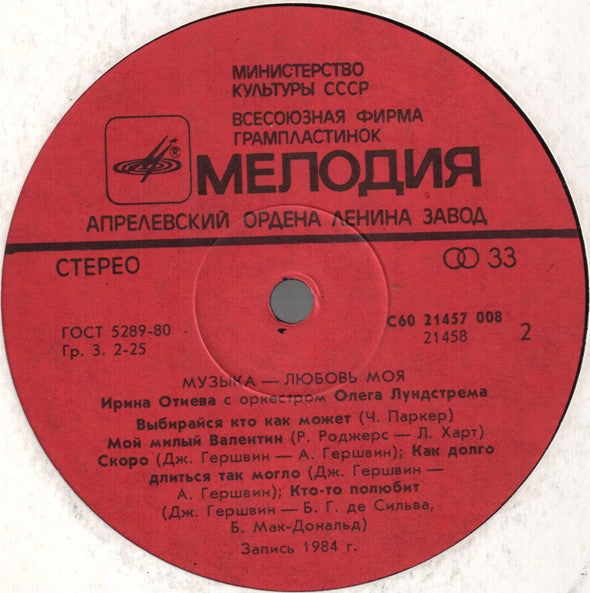 МИНИСТЕРСТВО
КУЛЬТУРЫ СССР
ВСЕСОЮЗНАЯ ФИРМА
ГРАМПЛАСТИНОК
®
МЕЛОДИЯ
АПРЕЛЕВСКИЙ ОРДЕНА ЛЕНИНА ЗАВОД
СТЕРЕО
33
ГОСТ 5289-80
Гр. 3. 2-25
С60 21457 008
21458
2
МУЗЫКА — ЛЮБОВЬ МОЯ
Ирина Отиева с оркестром Олега Лундстрема
Выбирайся кто как может (Ч. Паркер)
Мой милый Валентин (Р. Роджерс — Л. Харт)
Скоро (Дж. Гершвин — А. Гершвин); Как долго
длиться так могло (Дж. Гершвин —
А. Гершвин); Кто-то полюбит
(Дж. Гершвин — Б. Г. де Сильва,
Б. Мак-Дональд)
Запись 1984 г.